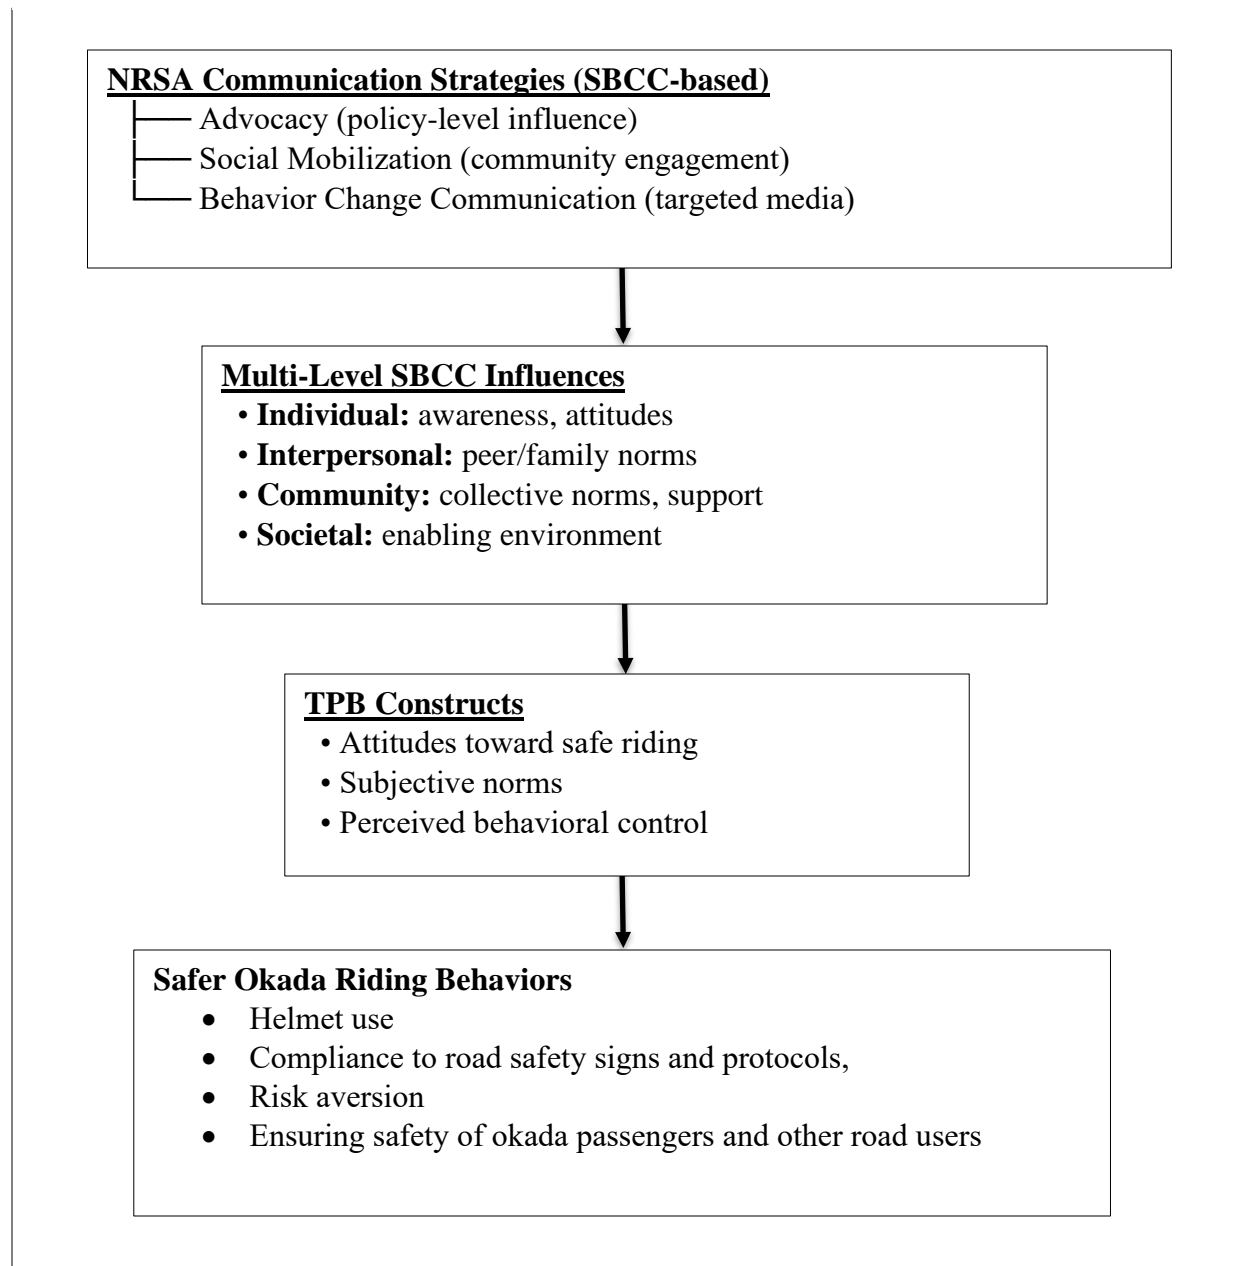 NRSA Communication Strategies (SBCC-based)
├── Advocacy (policy-level influence)
├── Social Mobilization (community engagement)
└── Behavior Change Communication (targeted media)
Multi-Level SBCC Influences
• Individual: awareness, attitudes
• Interpersonal: peer/family norms
• Community: collective norms, support
• Societal: enabling environment
TPB Constructs
• Attitudes toward safe riding
• Subjective norms
• Perceived behavioral control
Safer Okada Riding Behaviors
• Helmet use
• Compliance to road safety signs and protocols,
• Risk aversion
• Ensuring safety of okada passengers and other road users